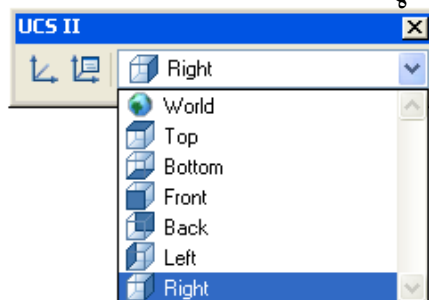 UCS II
Right
World
Top
Bottom
Front
Back
Left
Right